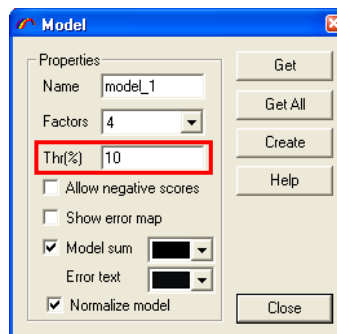 Model
Properties
Name model_1
Factors 4
Thr(%) 10
Allow negative scores
Show error map
Model sum
Error text
Normalize model
Get
Get All
Create
Help
Close